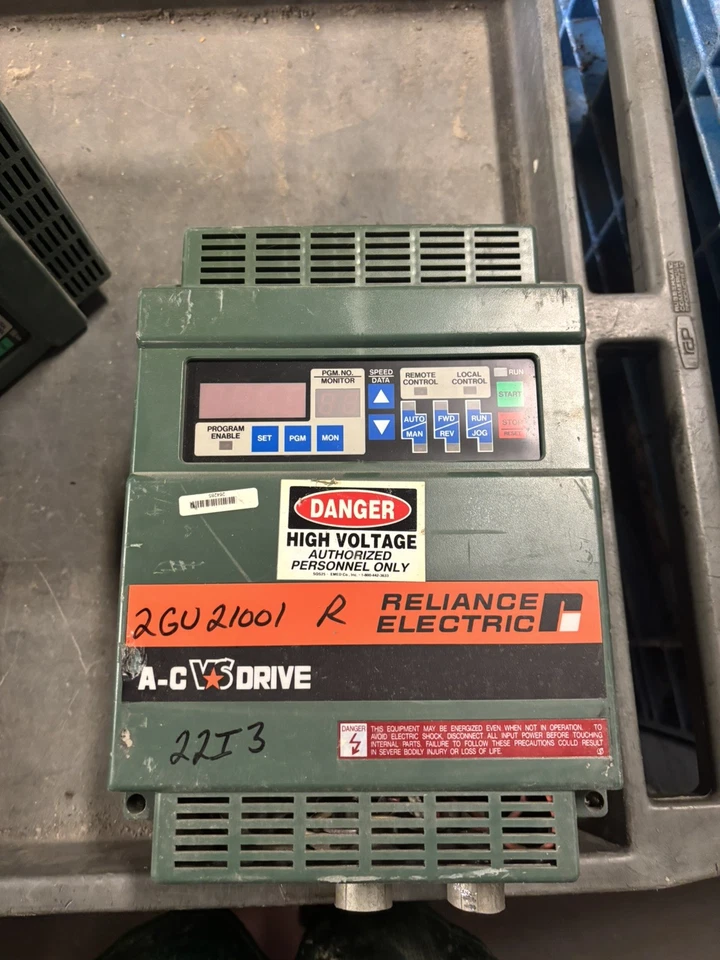 PGM. NO.
MONITOR
SPEED
DATA
REMOTE
CONTROL
LOCAL
CONTROL
RUN
START
PROGRAM
ENABLE
SET
PGM
MON
AUTO
MAN
FWD
REV
RUN
JOG
STOP
RESET
DANGER
HIGH VOLTAGE
AUTHORIZED
PERSONNEL ONLY
2GU21001 R
RELIANCE
ELECTRIC
A-C VS DRIVE
22I3
DANGER
THIS EQUIPMENT MAY BE ENERGIZED EVEN WHEN NOT IN OPERATION. TO
AVOID ELECTRIC SHOCK, DISCONNECT ALL INPUT POWER BEFORE TOUCHING
INTERNAL PARTS. FAILURE TO FOLLOW THESE PRECAUTIONS COULD RESULT
IN SEVERE BODILY INJURY OR LOSS OF LIFE.